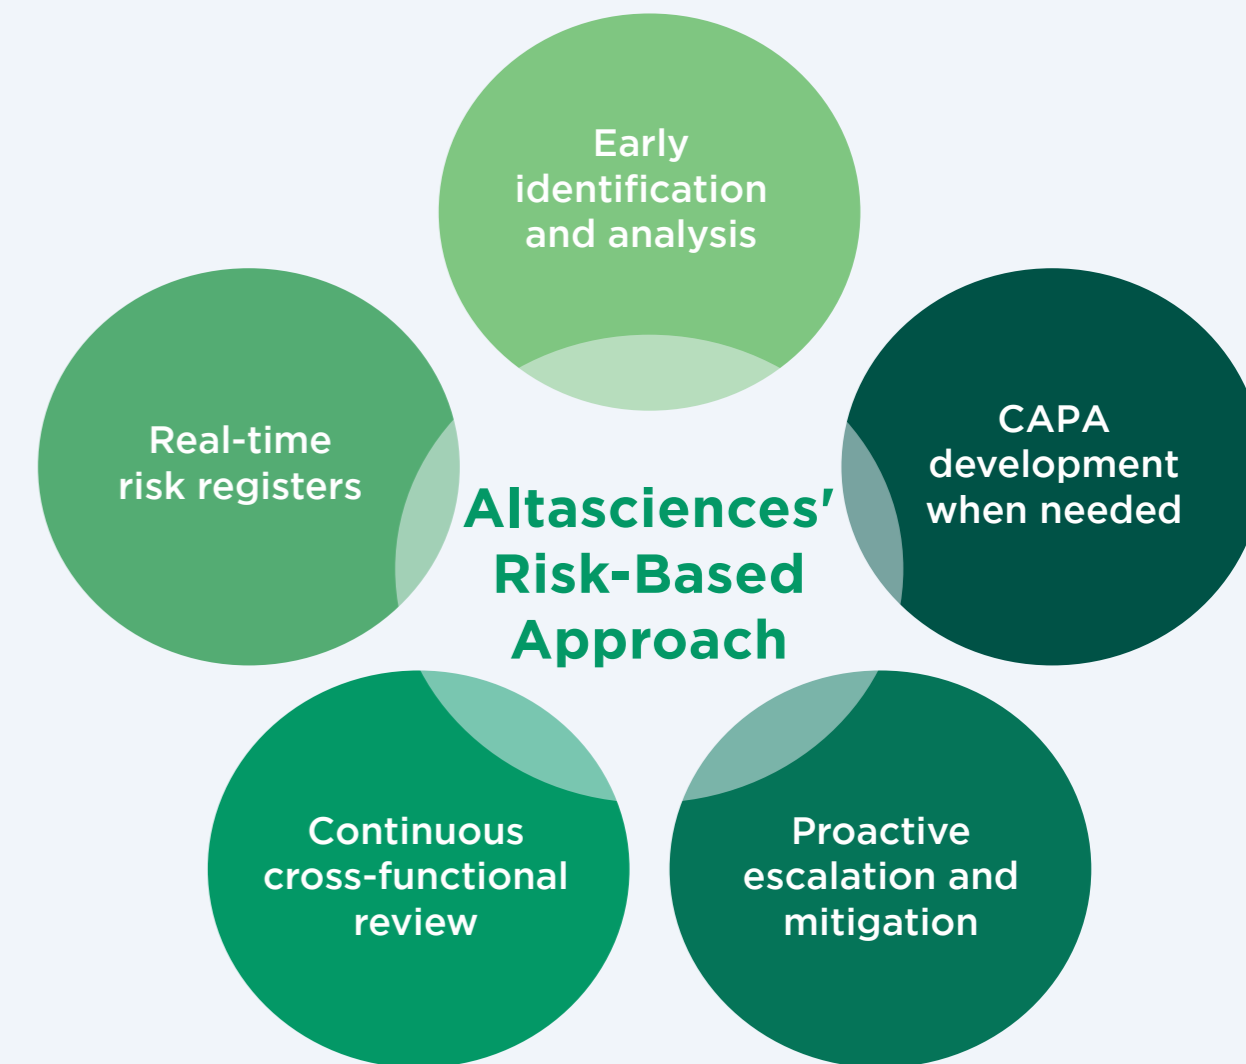 Early
identification
and analysis
Real-time
risk registers
CAPA
development
when needed
Altasciences'
Risk-Based
Approach
Continuous
cross-functional
review
Proactive
escalation and
mitigation